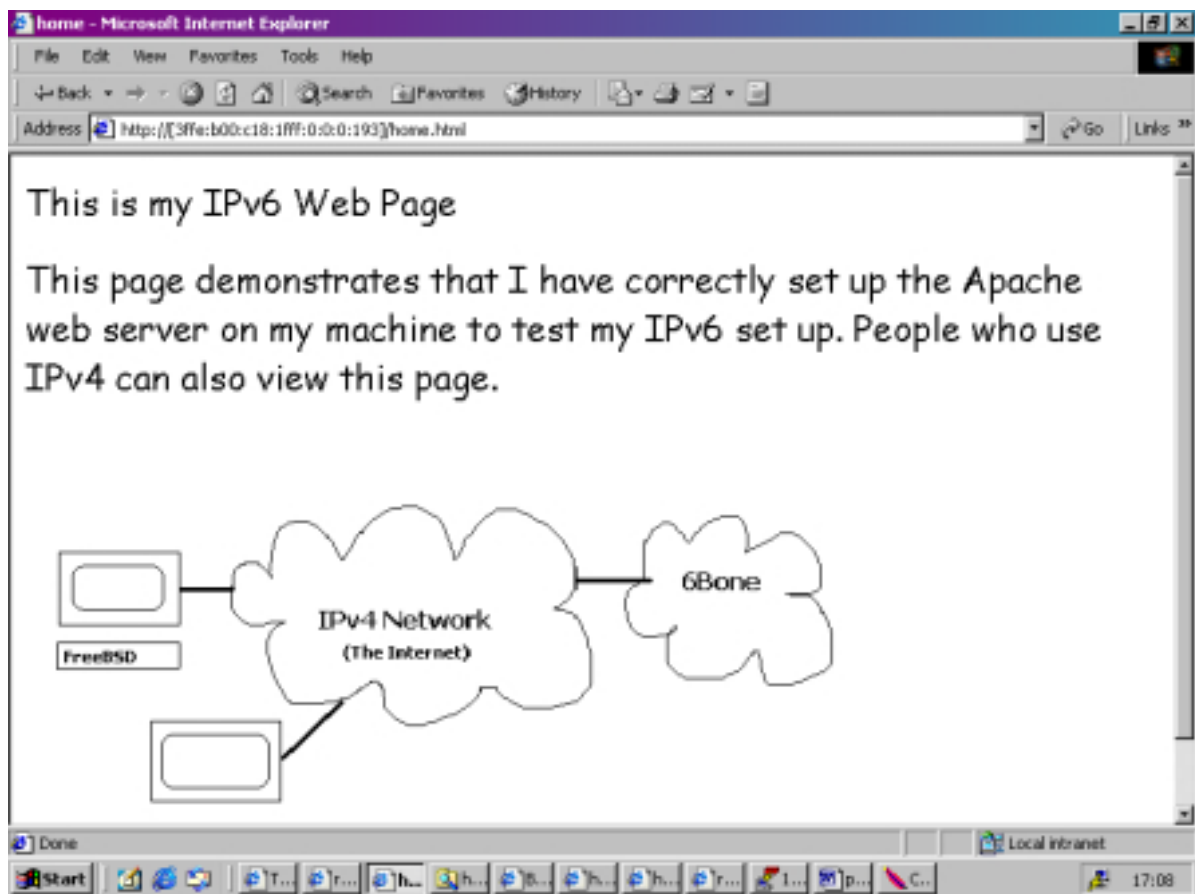 home - Microsoft Internet Explorer
File Edit View Favorites Tools Help
Back Search Favorites History
Address http://[3ffe:b00:c18:1fff:0:0:0:193]/home.html Go Links »
This is my IPv6 Web Page
This page demonstrates that I have correctly set up the Apache
web server on my machine to test my IPv6 set up. People who use
IPv4 can also view this page.
6Bone
IPv4 Network
(The Internet)
FreeBSD
Done Local intranet
Start T... r... h... h... B... h... h... r... 1... p... C... 17:08